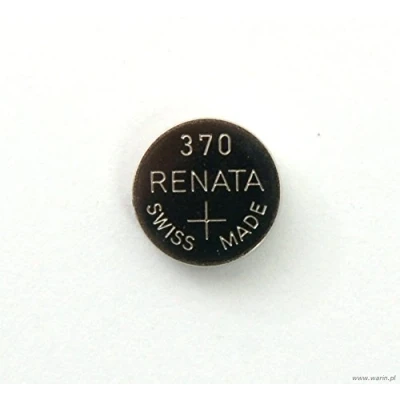 370
RENATA
+
SWISS MADE
www.warin.pl